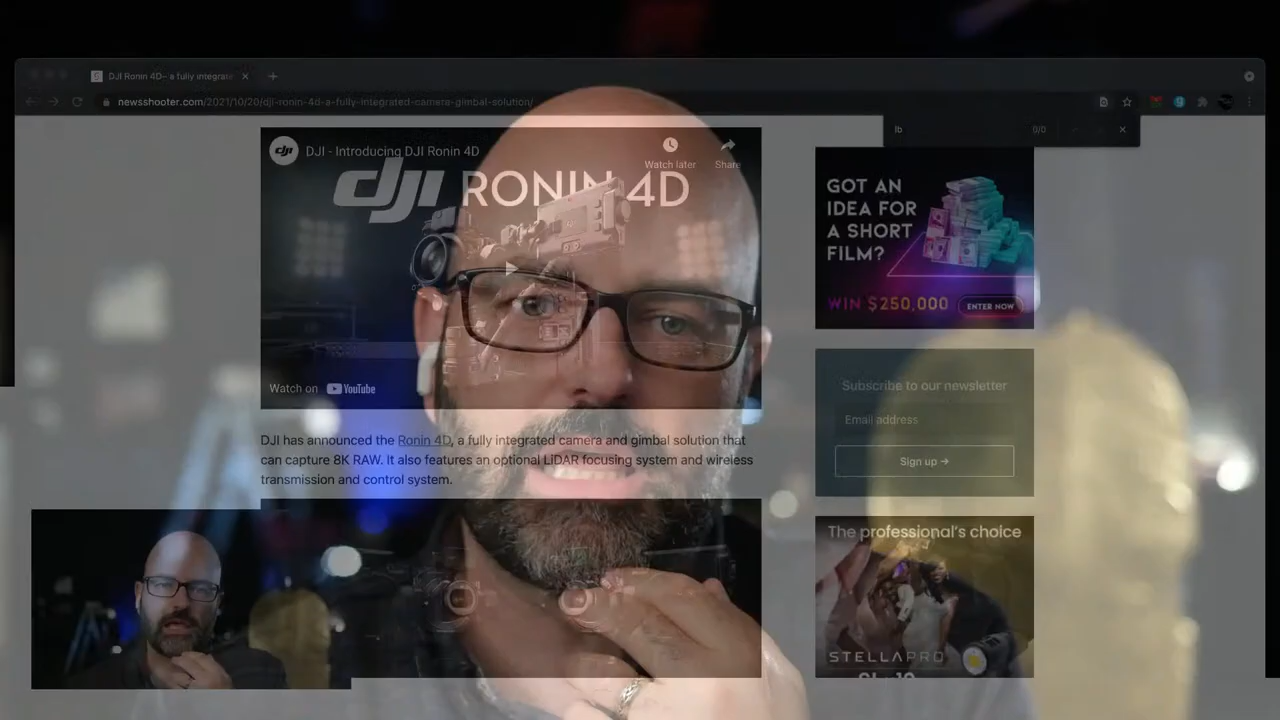 DJI Ronin 4D– a fully integrate
newsshooter.com/2021/10/20/dji-ronin-4d-a-fully-integrated-camera-gimbal-solution/
lb
0/0
dji
DJI - Introducing DJI Ronin 4D
Watch later
Share
dji RONIN 4D
Watch on YouTube
DJI has announced the Ronin 4D, a fully integrated camera and gimbal solution that
can capture 8K RAW. It also features an optional LiDAR focusing system and wireless
transmission and control system.
GOT AN
IDEA FOR
A SHORT
FILM?
WIN $250,000
ENTER NOW
Subscribe to our newsletter
Email address
Sign up →
The professional's choice
STELLAPRO